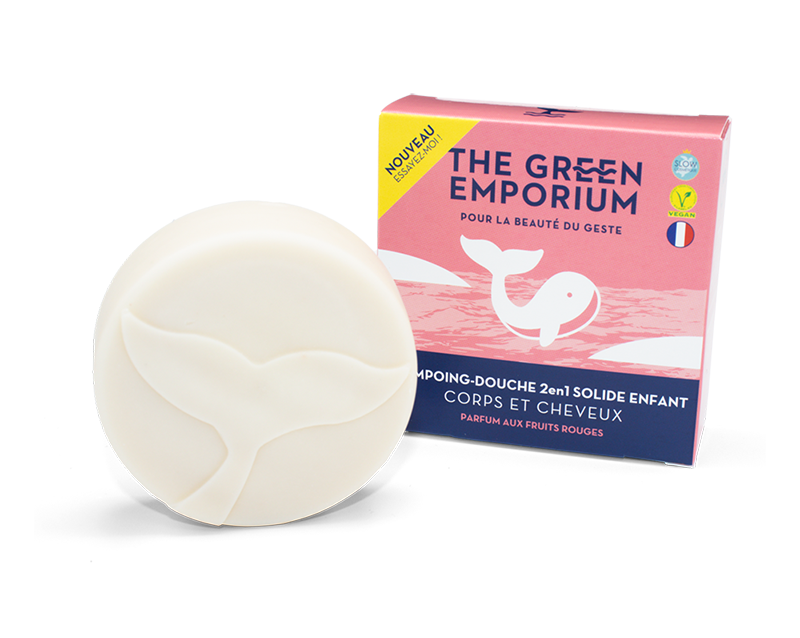 NOUVEAU
ESSAYEZ-MOI !
THE GREEN
EMPORIUM
POUR LA BEAUTÉ DU GESTE
SLOW
VEGAN
MPOING-DOUCHE 2en1 SOLIDE ENFANT
CORPS ET CHEVEUX
PARFUM AUX FRUITS ROUGES